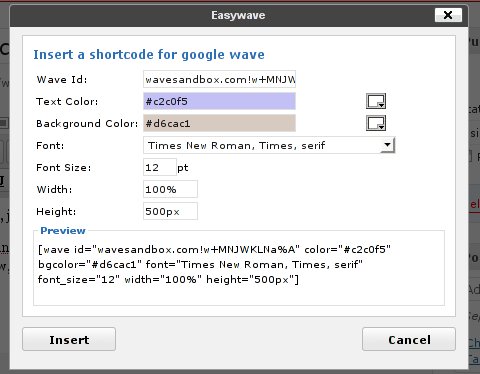 Easywave
Insert a shortcode for google wave
Wave Id: wavesandbox.com!w+MNJW
Text Color: #c2c0f5
Background Color: #d6cac1
Font: Times New Roman, Times, serif
Font Size: 12 pt
Width: 100%
Height: 500px
Preview
[wave id="wavesandbox.com!w+MNJWKLNa%A" color="#c2c0f5"
bgcolor="#d6cac1" font="Times New Roman, Times, serif"
font_size="12" width="100%" height="500px"]
Insert Cancel